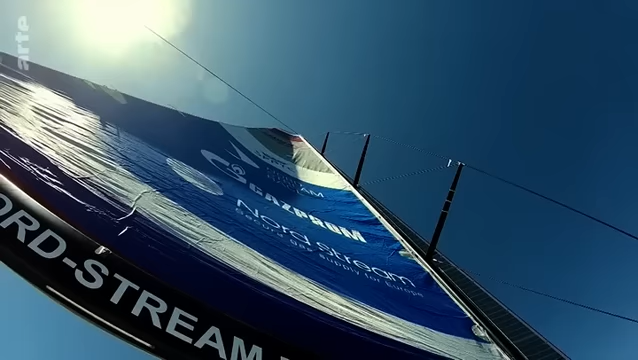 arte
GAZPROM
Nord Stream
Secure gas supply for Europe
ORD-STREAM